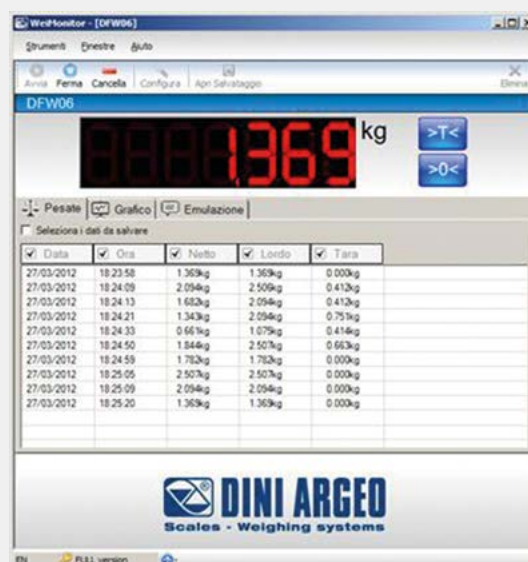 WeiMonitor - [DFW06]
Strumenti Finestre Aiuto
Avvia Ferma Cancella Configura Apri Salvataggio Elimina
DFW06
1.369 kg >T<
>0<
Pesate Grafico Emulazione
Seleziona i dati da salvare
Data Ora Netto Lordo Tara
27/03/2012 18:23:58 1.369kg 1.369kg 0.000kg
27/03/2012 18:24:09 2.094kg 2.506kg 0.412kg
27/03/2012 18:24:13 1.682kg 2.094kg 0.412kg
27/03/2012 18:24:21 1.343kg 2.094kg 0.751kg
27/03/2012 18:24:33 0.661kg 1.075kg 0.414kg
27/03/2012 18:24:50 1.844kg 2.507kg 0.663kg
27/03/2012 18:24:59 1.782kg 1.782kg 0.000kg
27/03/2012 18:25:05 2.507kg 2.507kg 0.000kg
27/03/2012 18:25:09 2.094kg 2.094kg 0.000kg
27/03/2012 18:25:20 1.369kg 1.369kg 0.000kg
DINI ARGEO
Scales - Weighing systems
EN FULL version